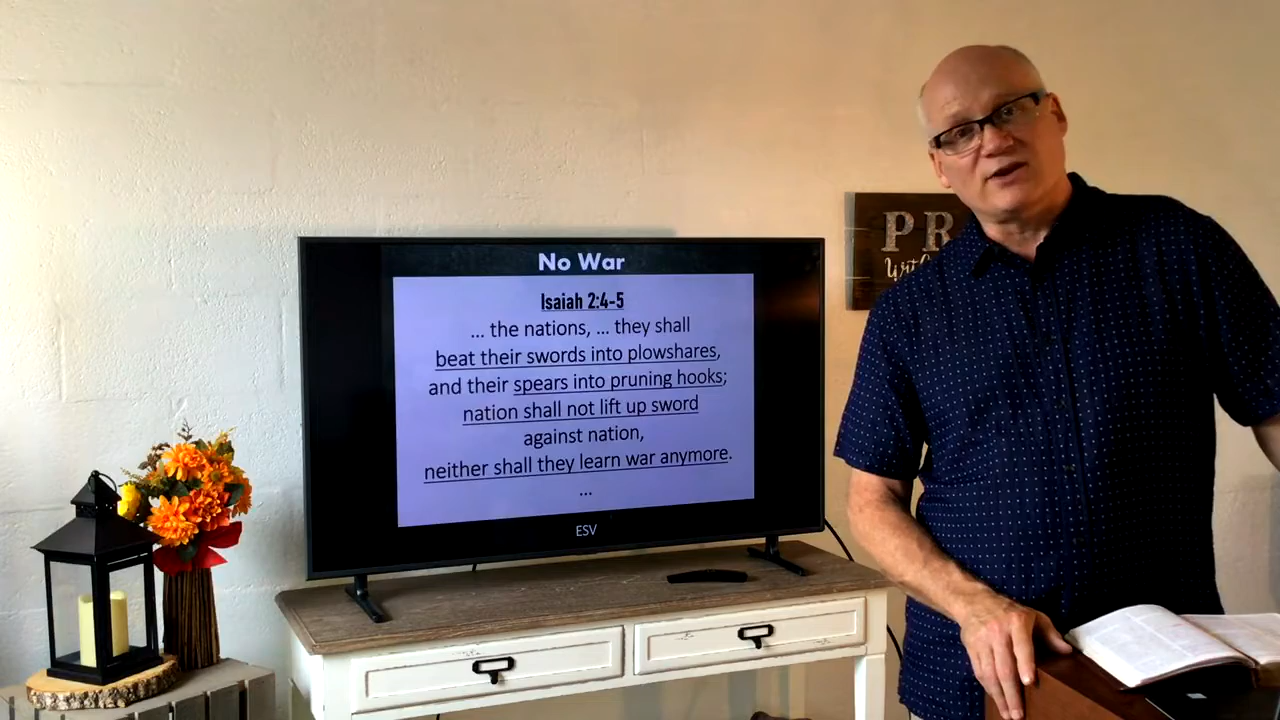 No War
Isaiah 2:4-5
... the nations, ... they shall
beat their swords into plowshares,
and their spears into pruning hooks;
nation shall not lift up sword
against nation,
neither shall they learn war anymore.
...
ESV
PR